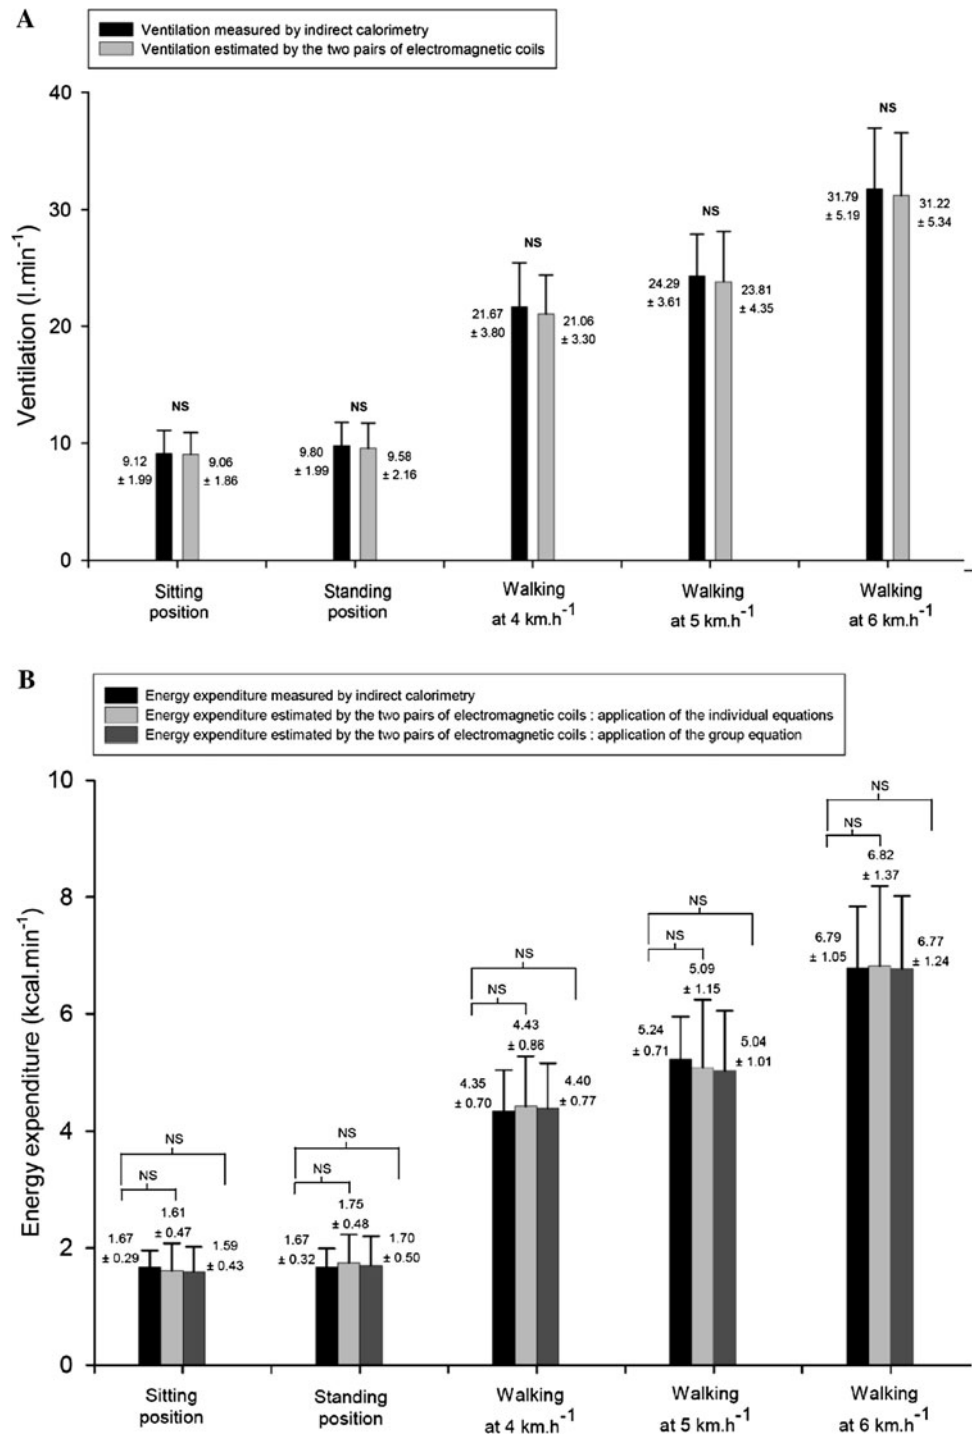 A
Ventilation measured by indirect calorimetry
Ventilation estimated by the two pairs of electromagnetic coils
Ventilation (l.min⁻¹)
40
30
20
10
0
NS
9.12
± 1.99
9.06
± 1.86
NS
9.80
± 1.99
9.58
± 2.16
NS
21.67
± 3.80
21.06
± 3.30
NS
24.29
± 3.61
23.81
± 4.35
NS
31.79
± 5.19
31.22
± 5.34
Sitting
position
Standing
position
Walking
at 4 km.h⁻¹
Walking
at 5 km.h⁻¹
Walking
at 6 km.h⁻¹
B
Energy expenditure measured by indirect calorimetry
Energy expenditure estimated by the two pairs of electromagnetic coils : application of the individual equations
Energy expenditure estimated by the two pairs of electromagnetic coils : application of the group equation
Energy expenditure (kcal.min⁻¹)
10
8
6
4
2
0
NS
NS
1.67
± 0.29
1.61
± 0.47
1.59
± 0.43
NS
NS
1.67
± 0.32
1.75
± 0.48
1.70
± 0.50
NS
NS
4.35
± 0.70
4.43
± 0.86
4.40
± 0.77
NS
NS
5.24
± 0.71
5.09
± 1.15
5.04
± 1.01
NS
NS
6.79
± 1.05
6.82
± 1.37
6.77
± 1.24
Sitting
position
Standing
position
Walking
at 4 km.h⁻¹
Walking
at 5 km.h⁻¹
Walking
at 6 km.h⁻¹